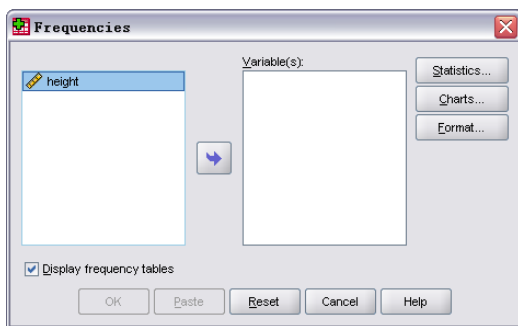 Frequencies
height
Variable(s):
Statistics...
Charts...
Format...
Display frequency tables
OK
Paste
Reset
Cancel
Help